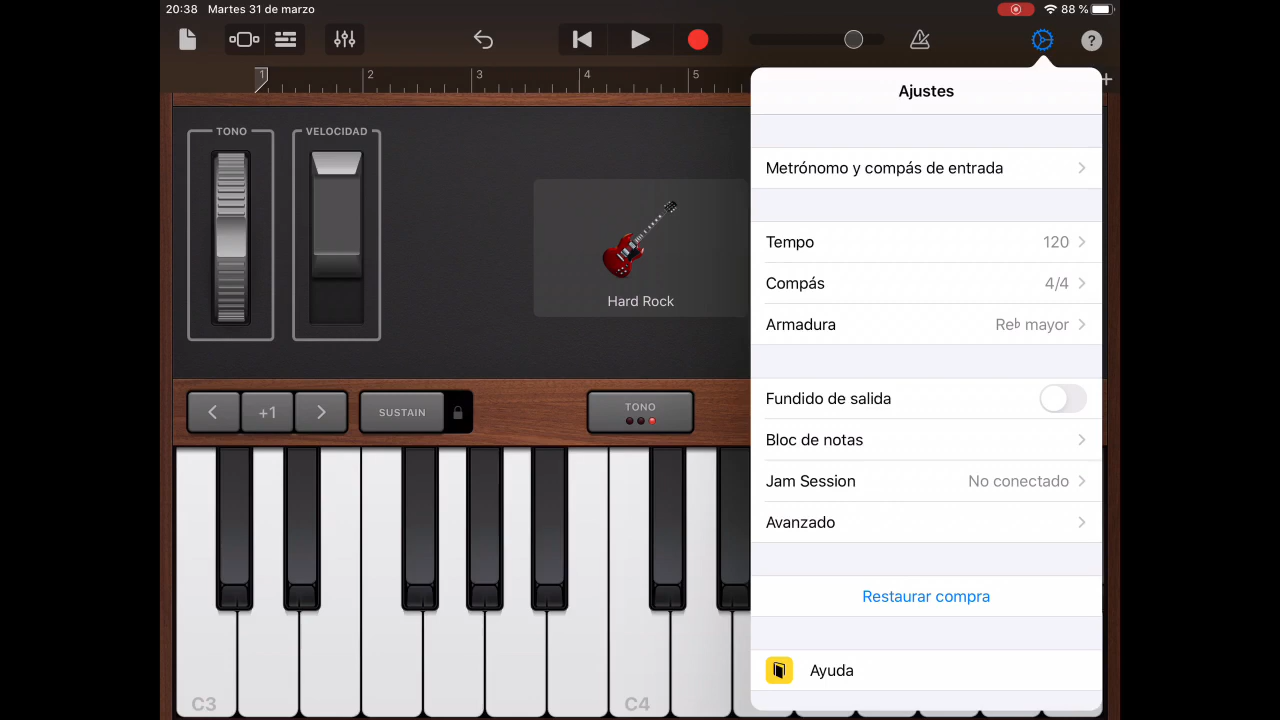 20:38 Martes 31 de marzo
88 %
?
1 2 3 4 5
+
Ajustes
Metrónomo y compás de entrada
Tempo 120
Compás 4/4
Armadura Re♭ mayor
Fundido de salida
Bloc de notas
Jam Session No conectado
Avanzado
Restaurar compra
Ayuda
TONO
VELOCIDAD
Hard Rock
+1
SUSTAIN
TONO
C3
C4